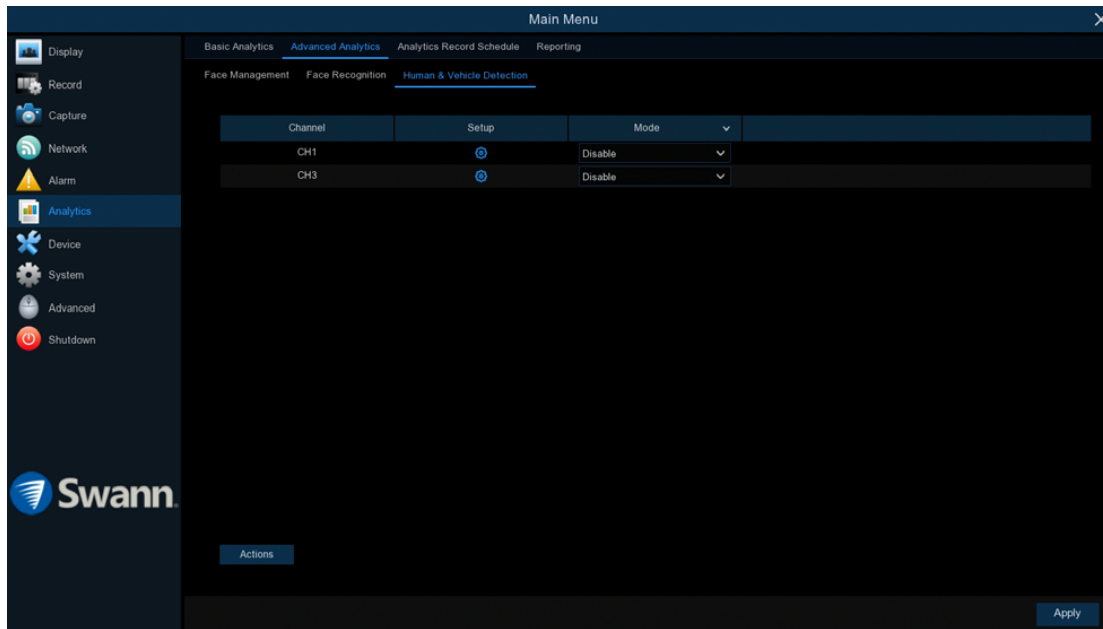 Main Menu
Display
Record
Capture
Network
Alarm
Analytics
Device
System
Advanced
Shutdown
Swann
Basic Analytics Advanced Analytics Analytics Record Schedule Reporting
Face Management Face Recognition Human & Vehicle Detection
Channel Setup Mode
CH1 Disable
CH3 Disable
Actions
Apply